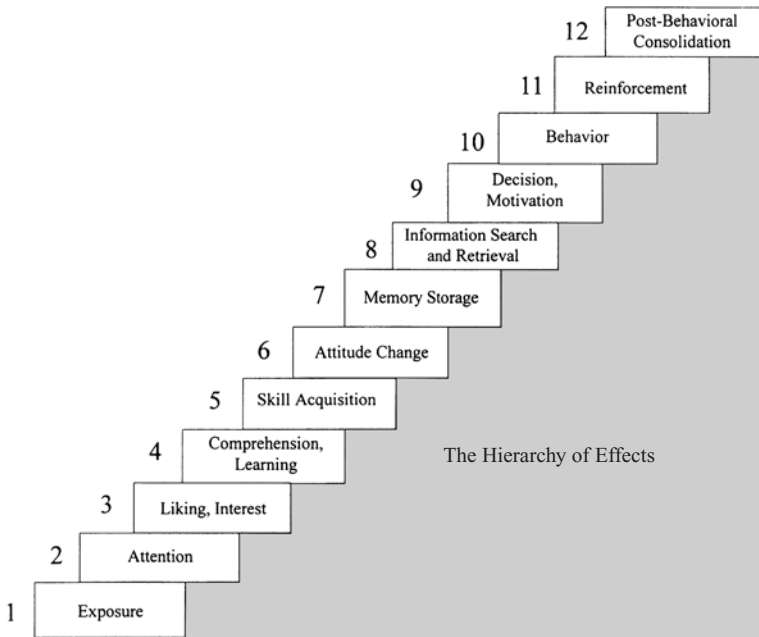 12
Post-Behavioral
Consolidation
11
Reinforcement
10
Behavior
9
Decision,
Motivation
8
Information Search
and Retrieval
7
Memory Storage
6
Attitude Change
5
Skill Acquisition
4
Comprehension,
Learning
The Hierarchy of Effects
3
Liking, Interest
2
Attention
1
Exposure